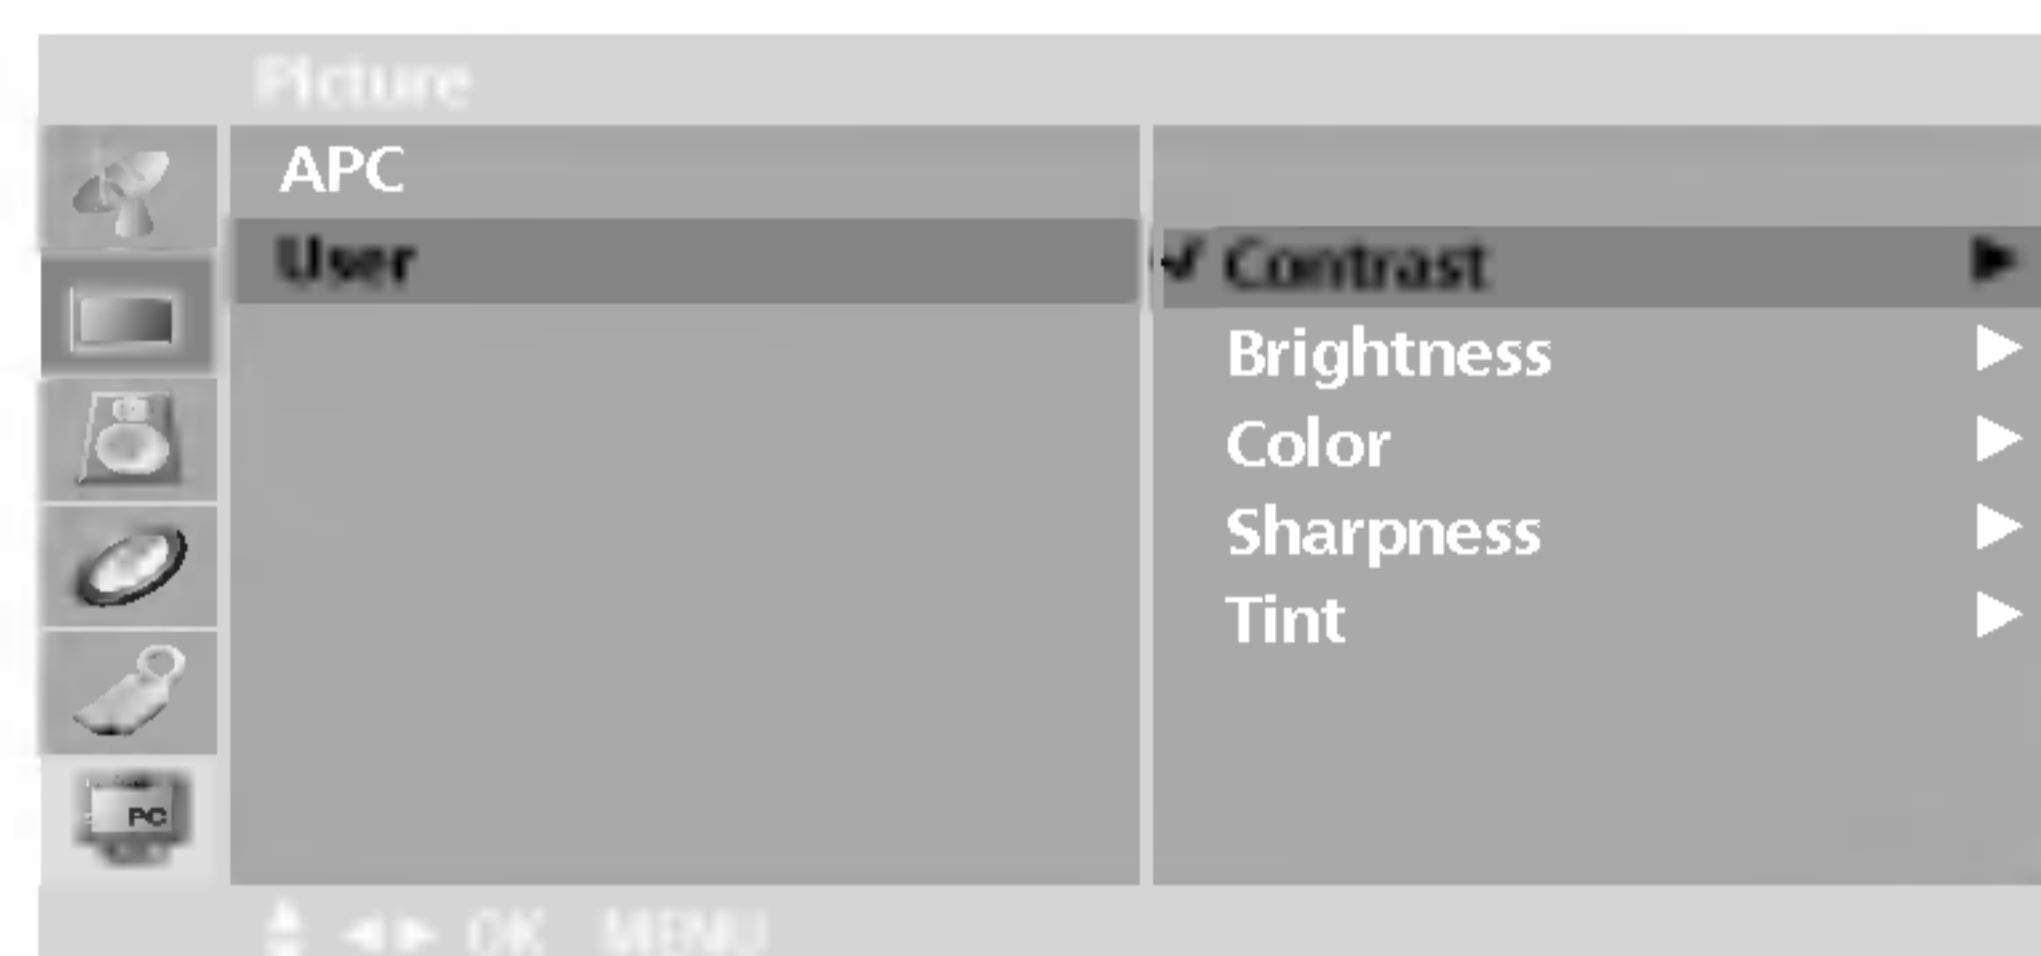 Picture
APC
User
✓ Contrast ▶
Brightness ▶
Color ▶
Sharpness ▶
Tint ▶
PC
▲▼ ◀▶ OK MENU